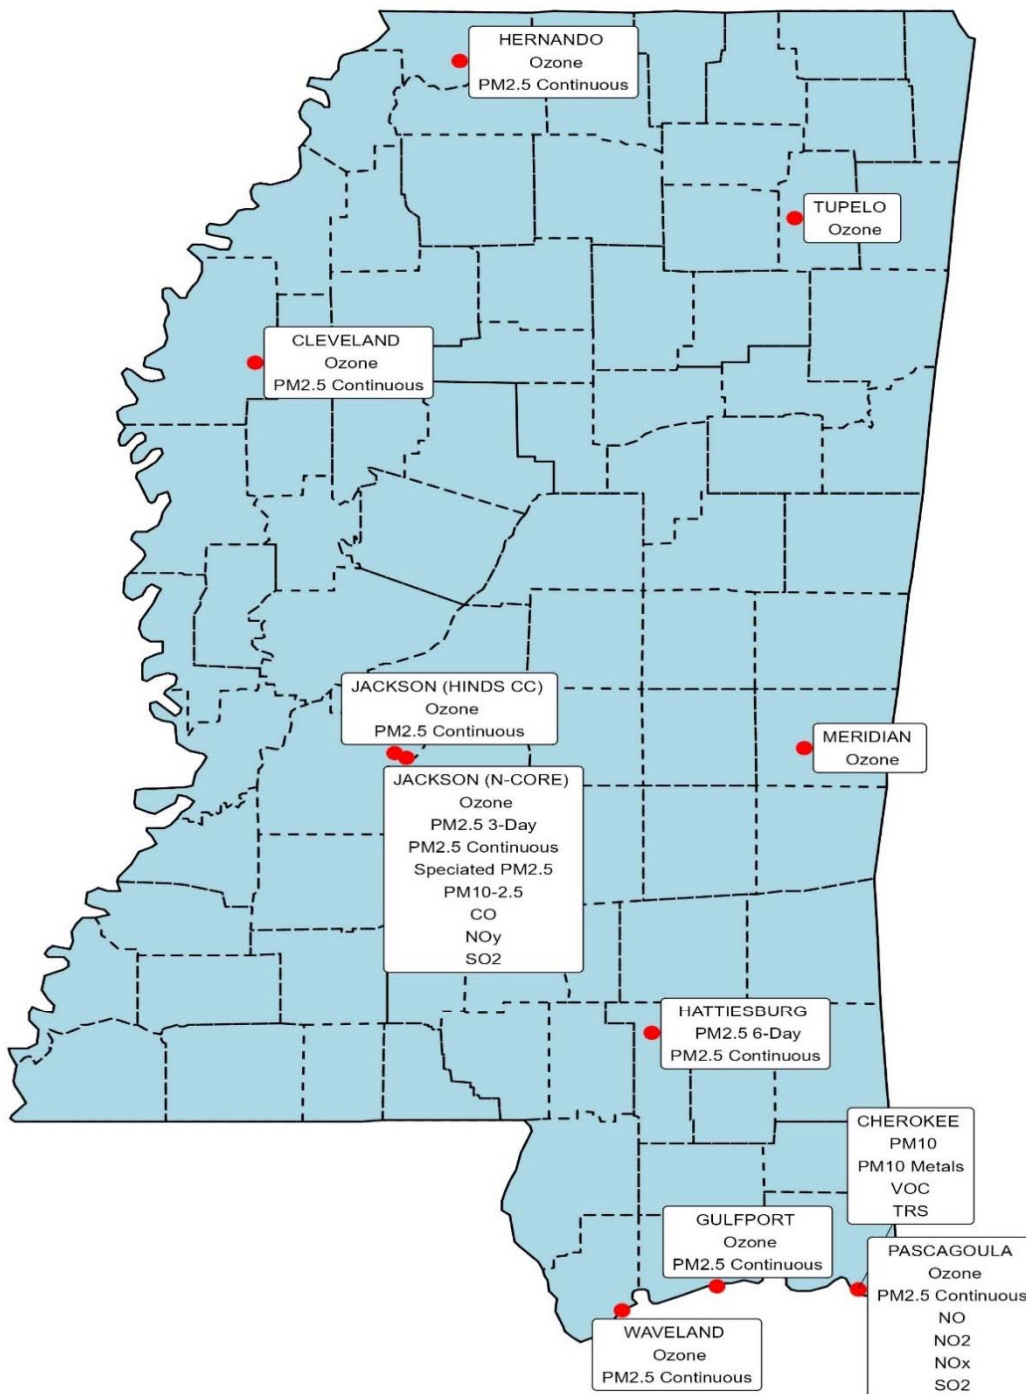 HERNANDO
Ozone
PM2.5 Continuous
TUPELO
Ozone
CLEVELAND
Ozone
PM2.5 Continuous
JACKSON (HINDS CC)
Ozone
PM2.5 Continuous
MERIDIAN
Ozone
JACKSON (N-CORE)
Ozone
PM2.5 3-Day
PM2.5 Continuous
Speciated PM2.5
PM10-2.5
CO
NOy
SO2
HATTIESBURG
PM2.5 6-Day
PM2.5 Continuous
CHEROKEE
PM10
PM10 Metals
VOC
TRS
GULFPORT
Ozone
PM2.5 Continuous
PASCAGOULA
Ozone
PM2.5 Continuous
NO
NO2
NOx
SO2
WAVELAND
Ozone
PM2.5 Continuous